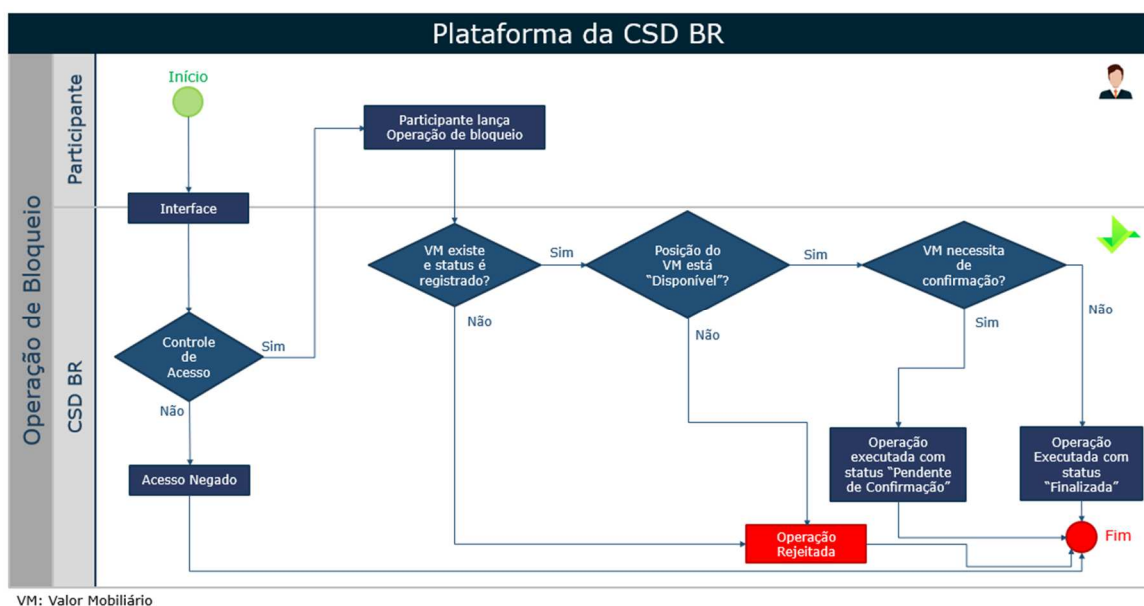 Plataforma da CSD BR
Operação de Bloqueio
Participante
CSD BR
Início
Interface
Controle
de
Acesso
Sim
Não
Acesso Negado
Participante lança
Operação de bloqueio
VM existe
e status é
registrado?
Sim
Não
Posição do
VM está
“Disponível”?
Sim
Não
VM necessita
de
confirmação?
Sim
Não
Operação
executada com
status “Pendente
de Confirmação”
Operação
Executada com
status
“Finalizada”
Operação
Rejeitada
Fim
VM: Valor Mobiliário